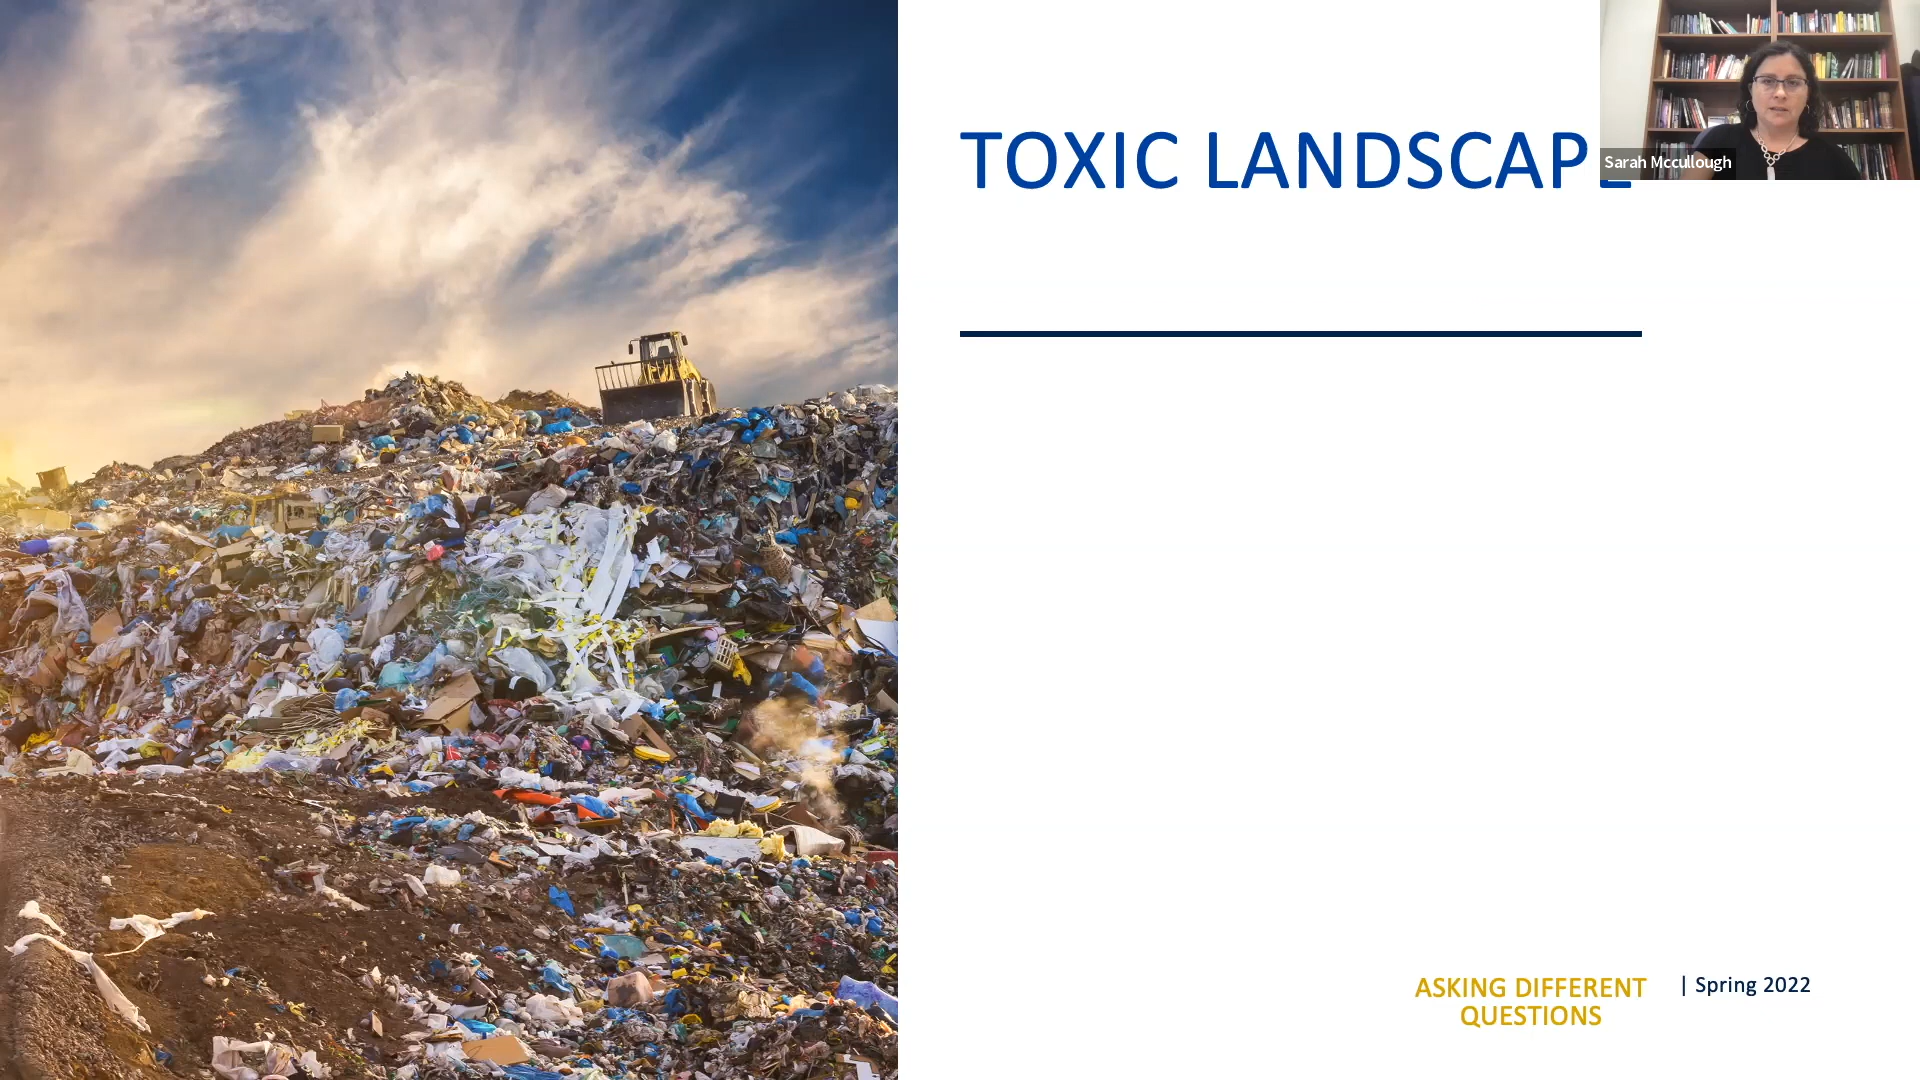 TOXIC LANDSCAPE
Sarah Mccullough
ASKING DIFFERENT
QUESTIONS
| Spring 2022